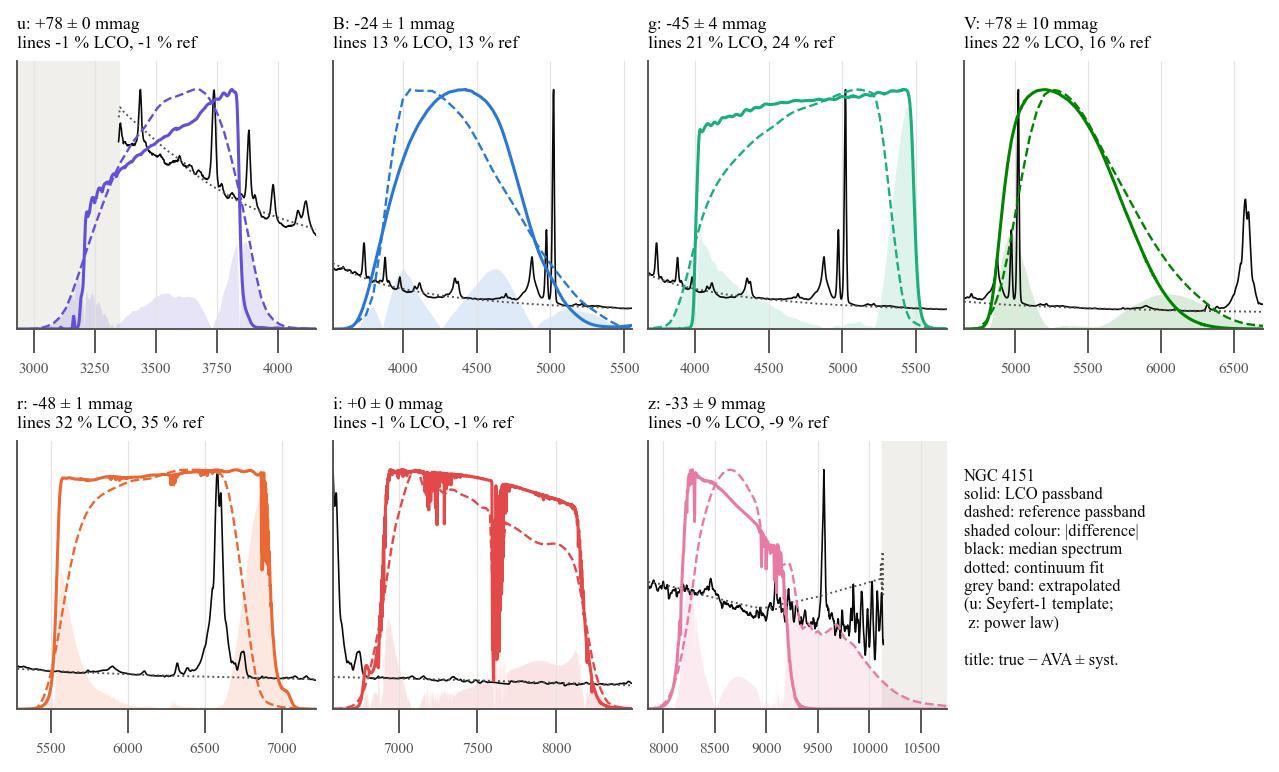 u: +78 ± 0 mmag
lines -1 % LCO, -1 % ref
B: -24 ± 1 mmag
lines 13 % LCO, 13 % ref
g: -45 ± 4 mmag
lines 21 % LCO, 24 % ref
V: +78 ± 10 mmag
lines 22 % LCO, 16 % ref
3000 3250 3500 3750 4000
4000 4500 5000 5500
4000 4500 5000 5500
5000 5500 6000 6500
r: -48 ± 1 mmag
lines 32 % LCO, 35 % ref
i: +0 ± 0 mmag
lines -1 % LCO, -1 % ref
z: -33 ± 9 mmag
lines -0 % LCO, -9 % ref
5500 6000 6500 7000
7000 7500 8000
8000 8500 9000 9500 10000 10500
NGC 4151
solid: LCO passband
dashed: reference passband
shaded colour: |difference|
black: median spectrum
dotted: continuum fit
grey band: extrapolated
(u: Seyfert-1 template;
z: power law)
title: true − AVA ± syst.